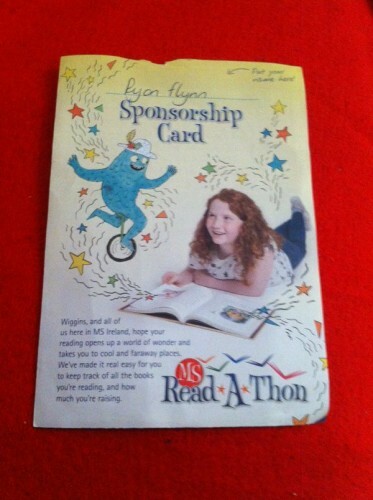 Put your
name here!
Ryan Flynn
Sponsorship
Card
Wiggins, and all of
us here in MS Ireland, hope your
reading opens up a world of wonder and
takes you to cool and faraway places.
We've made it real easy for you
to keep track of all the books
you're reading, and how
much you're raising.
MS
Read A Thon